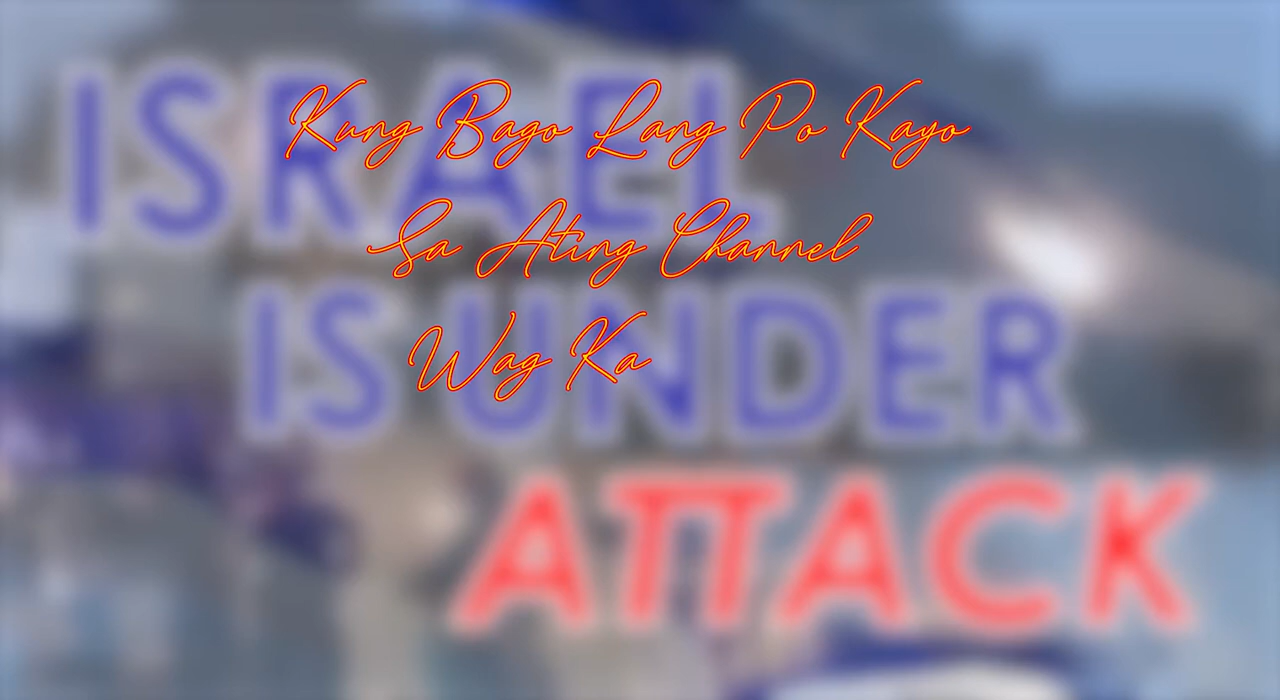 ISRAEL
Kung Bago Lang Po Kayo
Sa Ating Channel
IS UNDER
Wag Ka
ATTACK